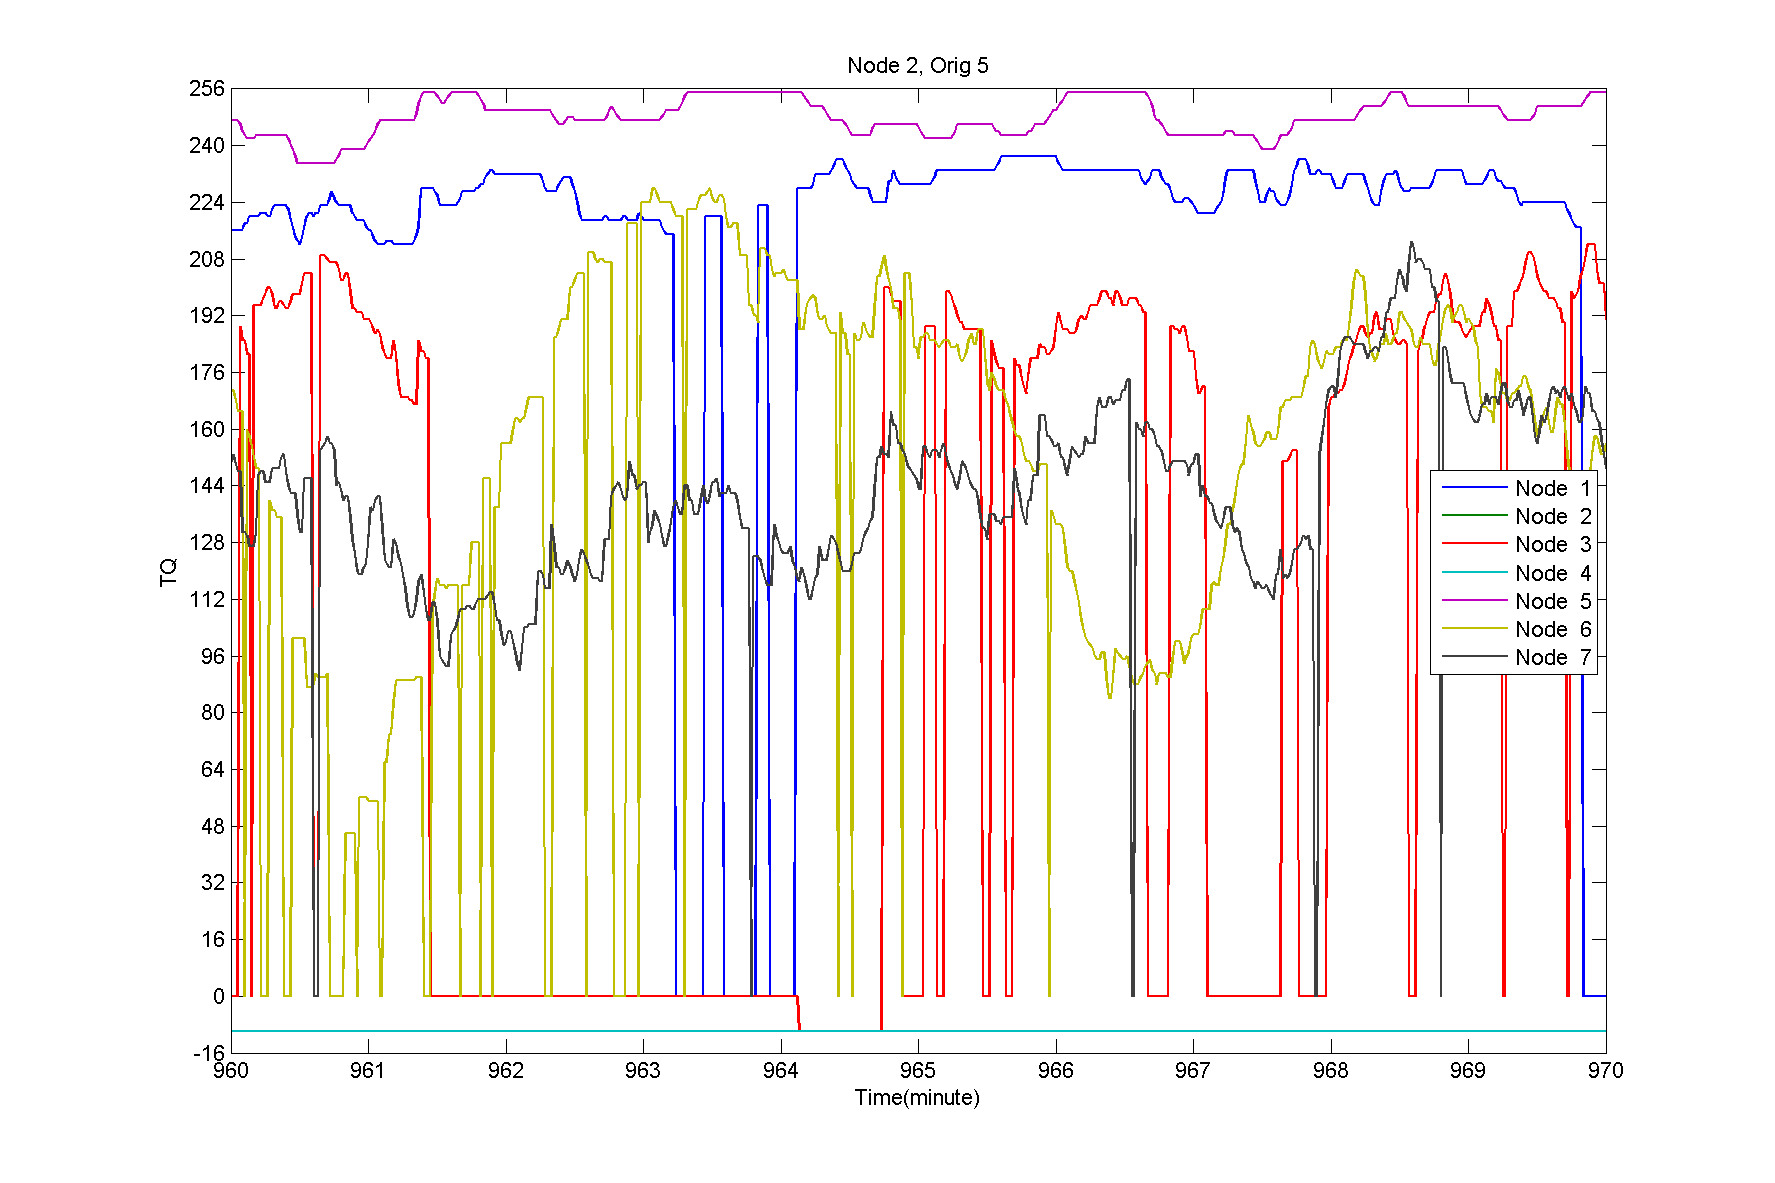 Node 2, Orig 5
256
240
224
208
192
176
160
144
128
112
96
80
64
48
32
16
0
-16
TQ
960 961 962 963 964 965 966 967 968 969 970
Time(minute)
Node 1
Node 2
Node 3
Node 4
Node 5
Node 6
Node 7